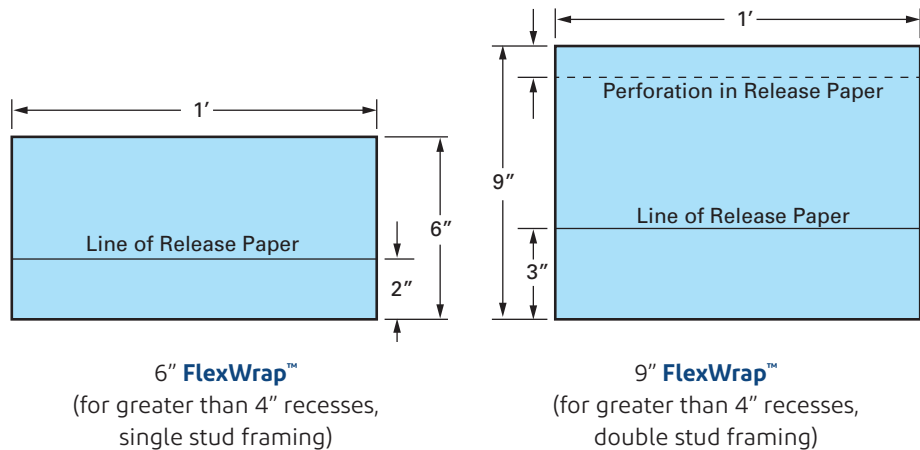 1’
Line of Release Paper
6”
2”
6” FlexWrap™
(for greater than 4” recesses,
single stud framing)
1’
Perforation in Release Paper
9”
Line of Release Paper
3”
9” FlexWrap™
(for greater than 4” recesses,
double stud framing)